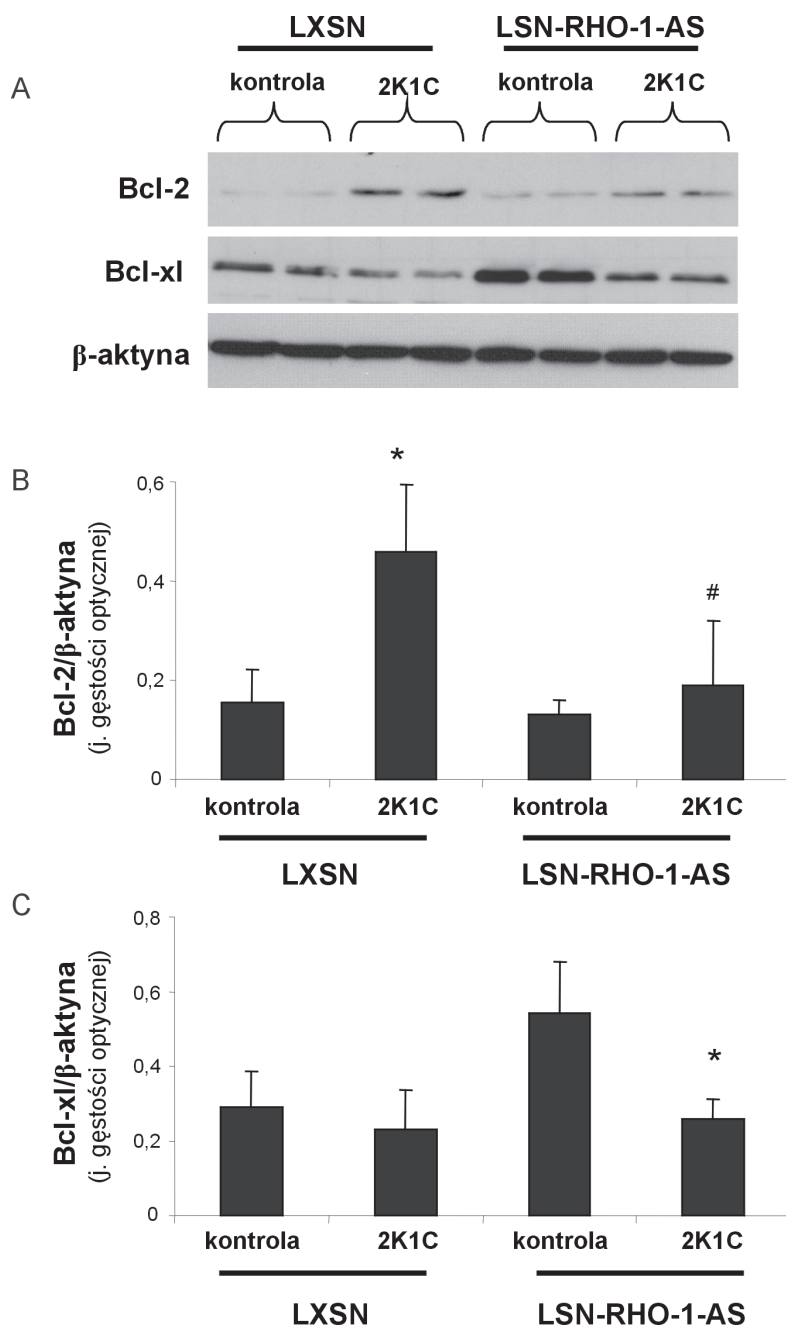 LXSN LSN-RHO-1-AS
A
kontrola 2K1C kontrola 2K1C
Bcl-2
Bcl-xl
β-aktyna
B
*
#
0,6
0,4
0,2
0
Bcl-2/β-aktyna
(j. gęstości optycznej)
kontrola 2K1C kontrola 2K1C
LXSN LSN-RHO-1-AS
C
*
0,8
0,6
0,4
0,2
0
Bcl-xl/β-aktyna
(j. gęstości optycznej)
kontrola 2K1C kontrola 2K1C
LXSN LSN-RHO-1-AS